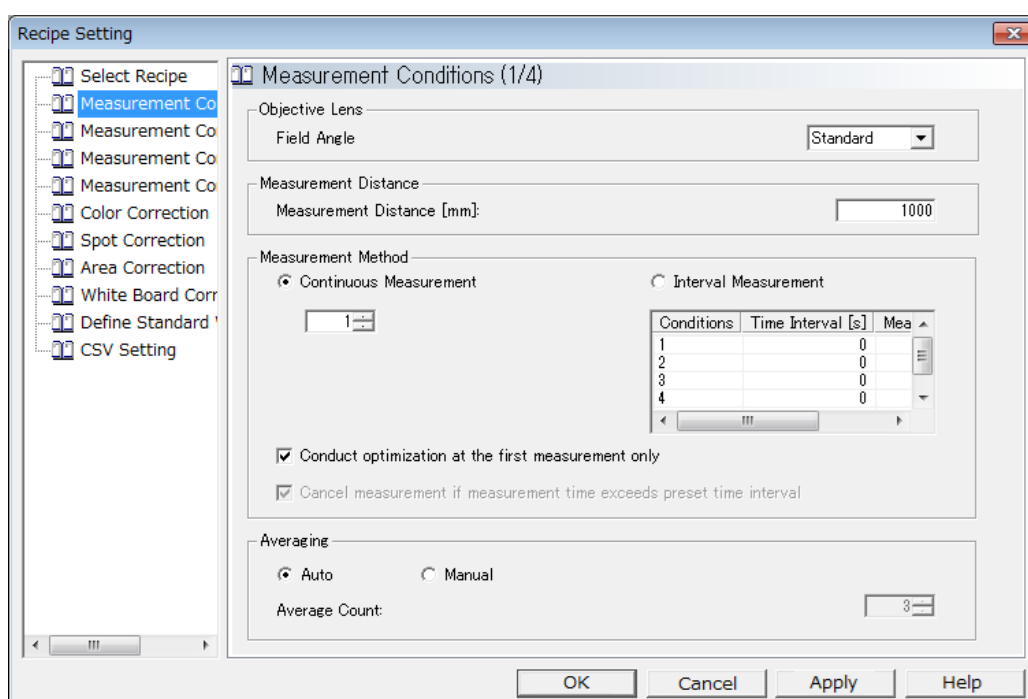 Recipe Setting
Select Recipe
Measurement Co
Measurement Co
Measurement Co
Measurement Co
Color Correction
Spot Correction
Area Correction
White Board Corr
Define Standard
CSV Setting
Measurement Conditions (1/4)
Objective Lens
Field Angle
Standard
Measurement Distance
Measurement Distance [mm]:
1000
Measurement Method
Continuous Measurement
Interval Measurement
1
Conditions Time Interval [s] Mea
1 0
2 0
3 0
4 0
Conduct optimization at the first measurement only
Cancel measurement if measurement time exceeds preset time interval
Averaging
Auto Manual
Average Count:
3
OK Cancel Apply Help